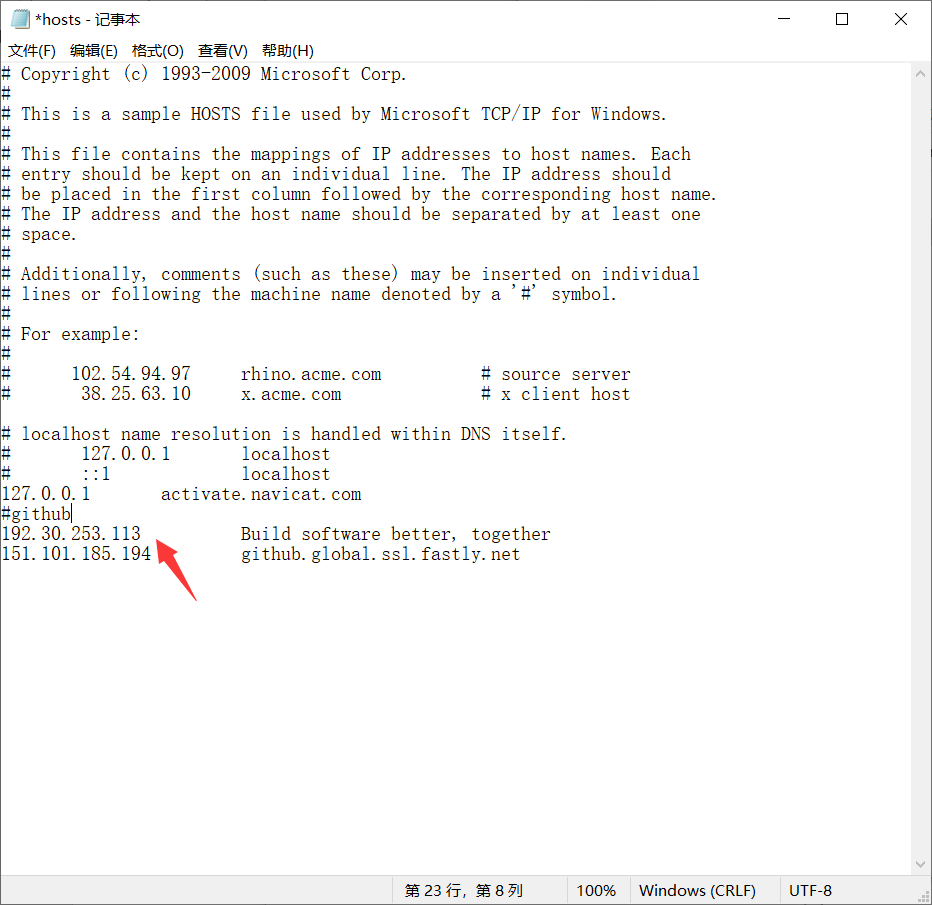 *hosts - 记事本
文件(F) 编辑(E) 格式(O) 查看(V) 帮助(H)
# Copyright (c) 1993-2009 Microsoft Corp.
#
# This is a sample HOSTS file used by Microsoft TCP/IP for Windows.
#
# This file contains the mappings of IP addresses to host names. Each
# entry should be kept on an individual line. The IP address should
# be placed in the first column followed by the corresponding host name.
# The IP address and the host name should be separated by at least one
# space.
#
# Additionally, comments (such as these) may be inserted on individual
# lines or following the machine name denoted by a '#' symbol.
#
# For example:
#
#      102.54.94.97     rhino.acme.com          # source server
#       38.25.63.10     x.acme.com              # x client host
# localhost name resolution is handled within DNS itself.
#       127.0.0.1       localhost
#       ::1             localhost
127.0.0.1       activate.navicat.com
#github
192.30.253.113          Build software better, together
151.101.185.194         github.global.ssl.fastly.net
第 23 行，第 8 列 100% Windows (CRLF) UTF-8